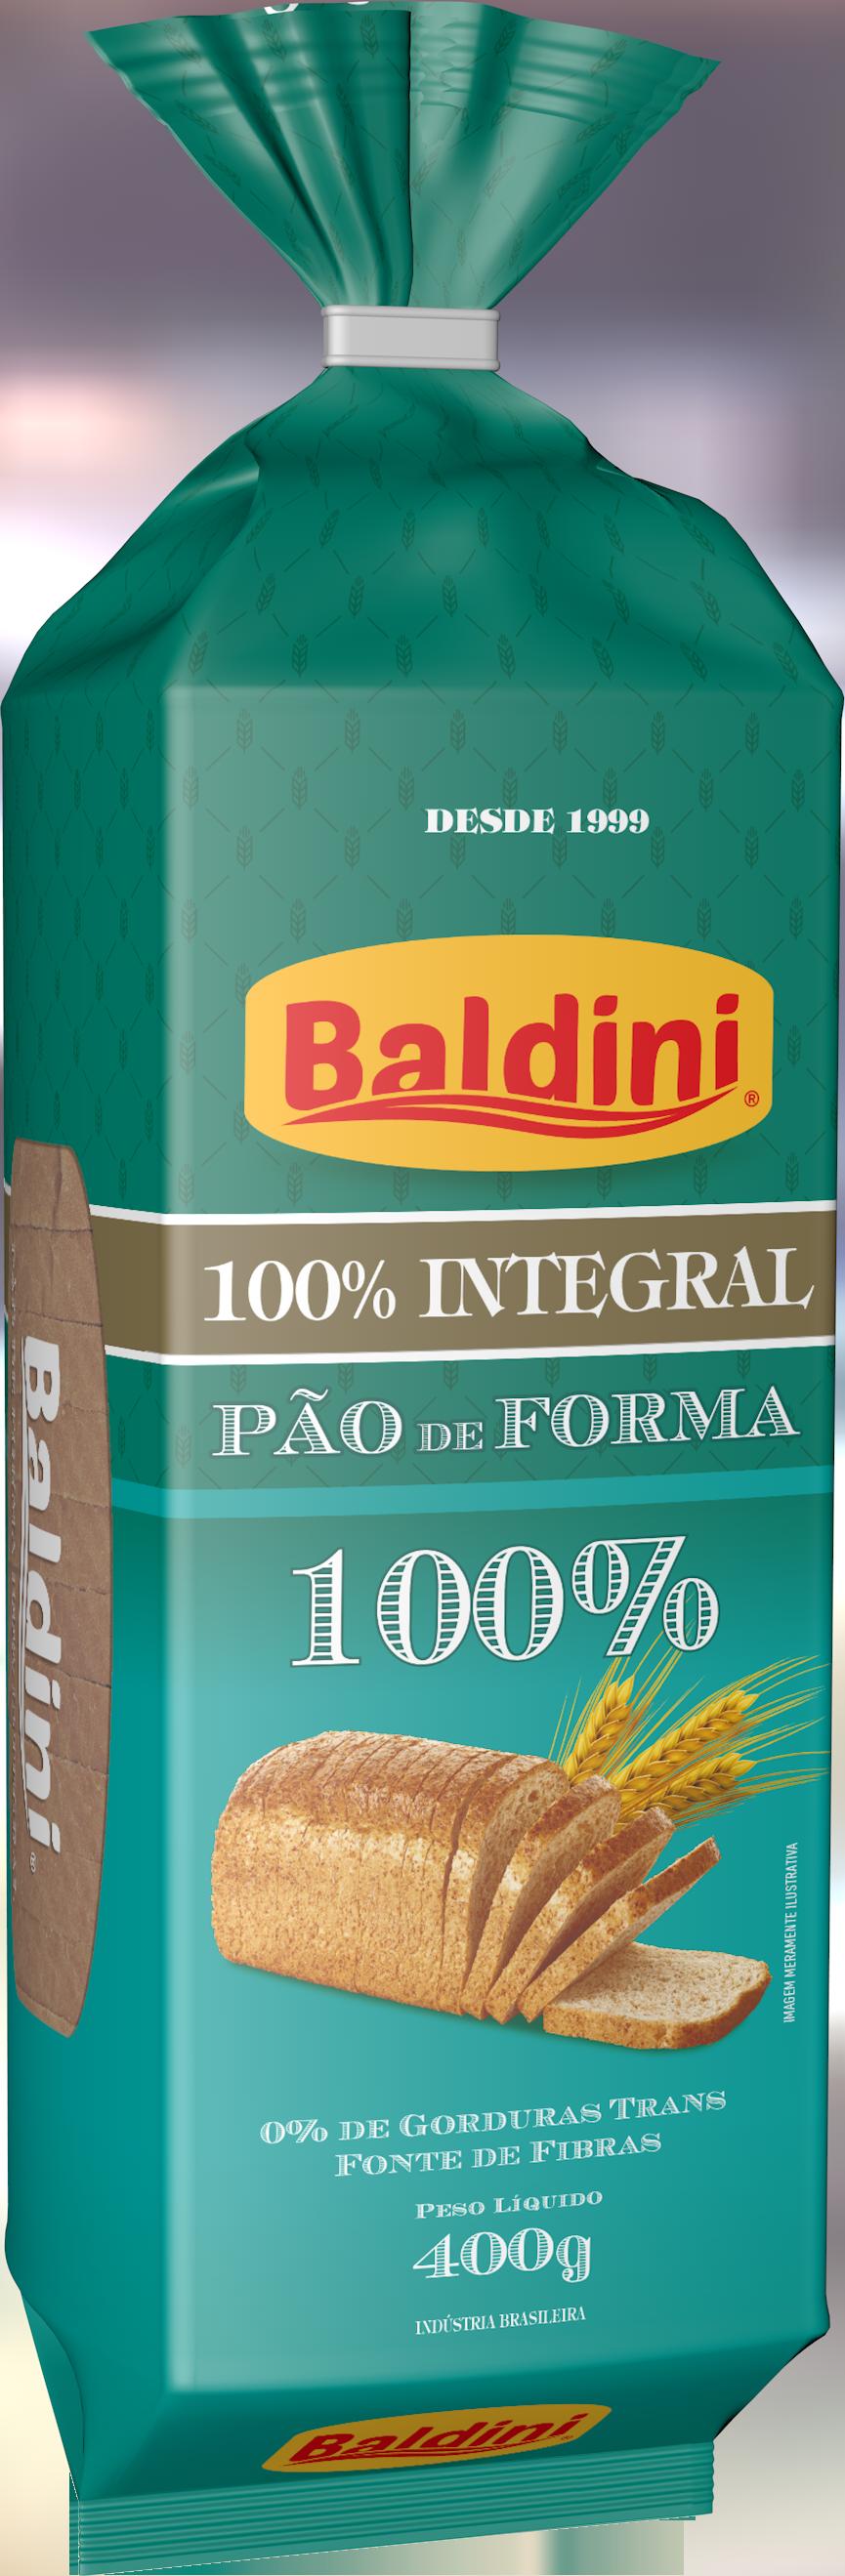 DESDE 1999
Baldini®
100% INTEGRAL
PÃO DE FORMA
100%
IMAGEM MERAMENTE ILUSTRATIVA
0% DE GORDURAS TRANS
FONTE DE FIBRAS
PESO LÍQUIDO
400g
INDÚSTRIA BRASILEIRA
Baldini
Baldini®